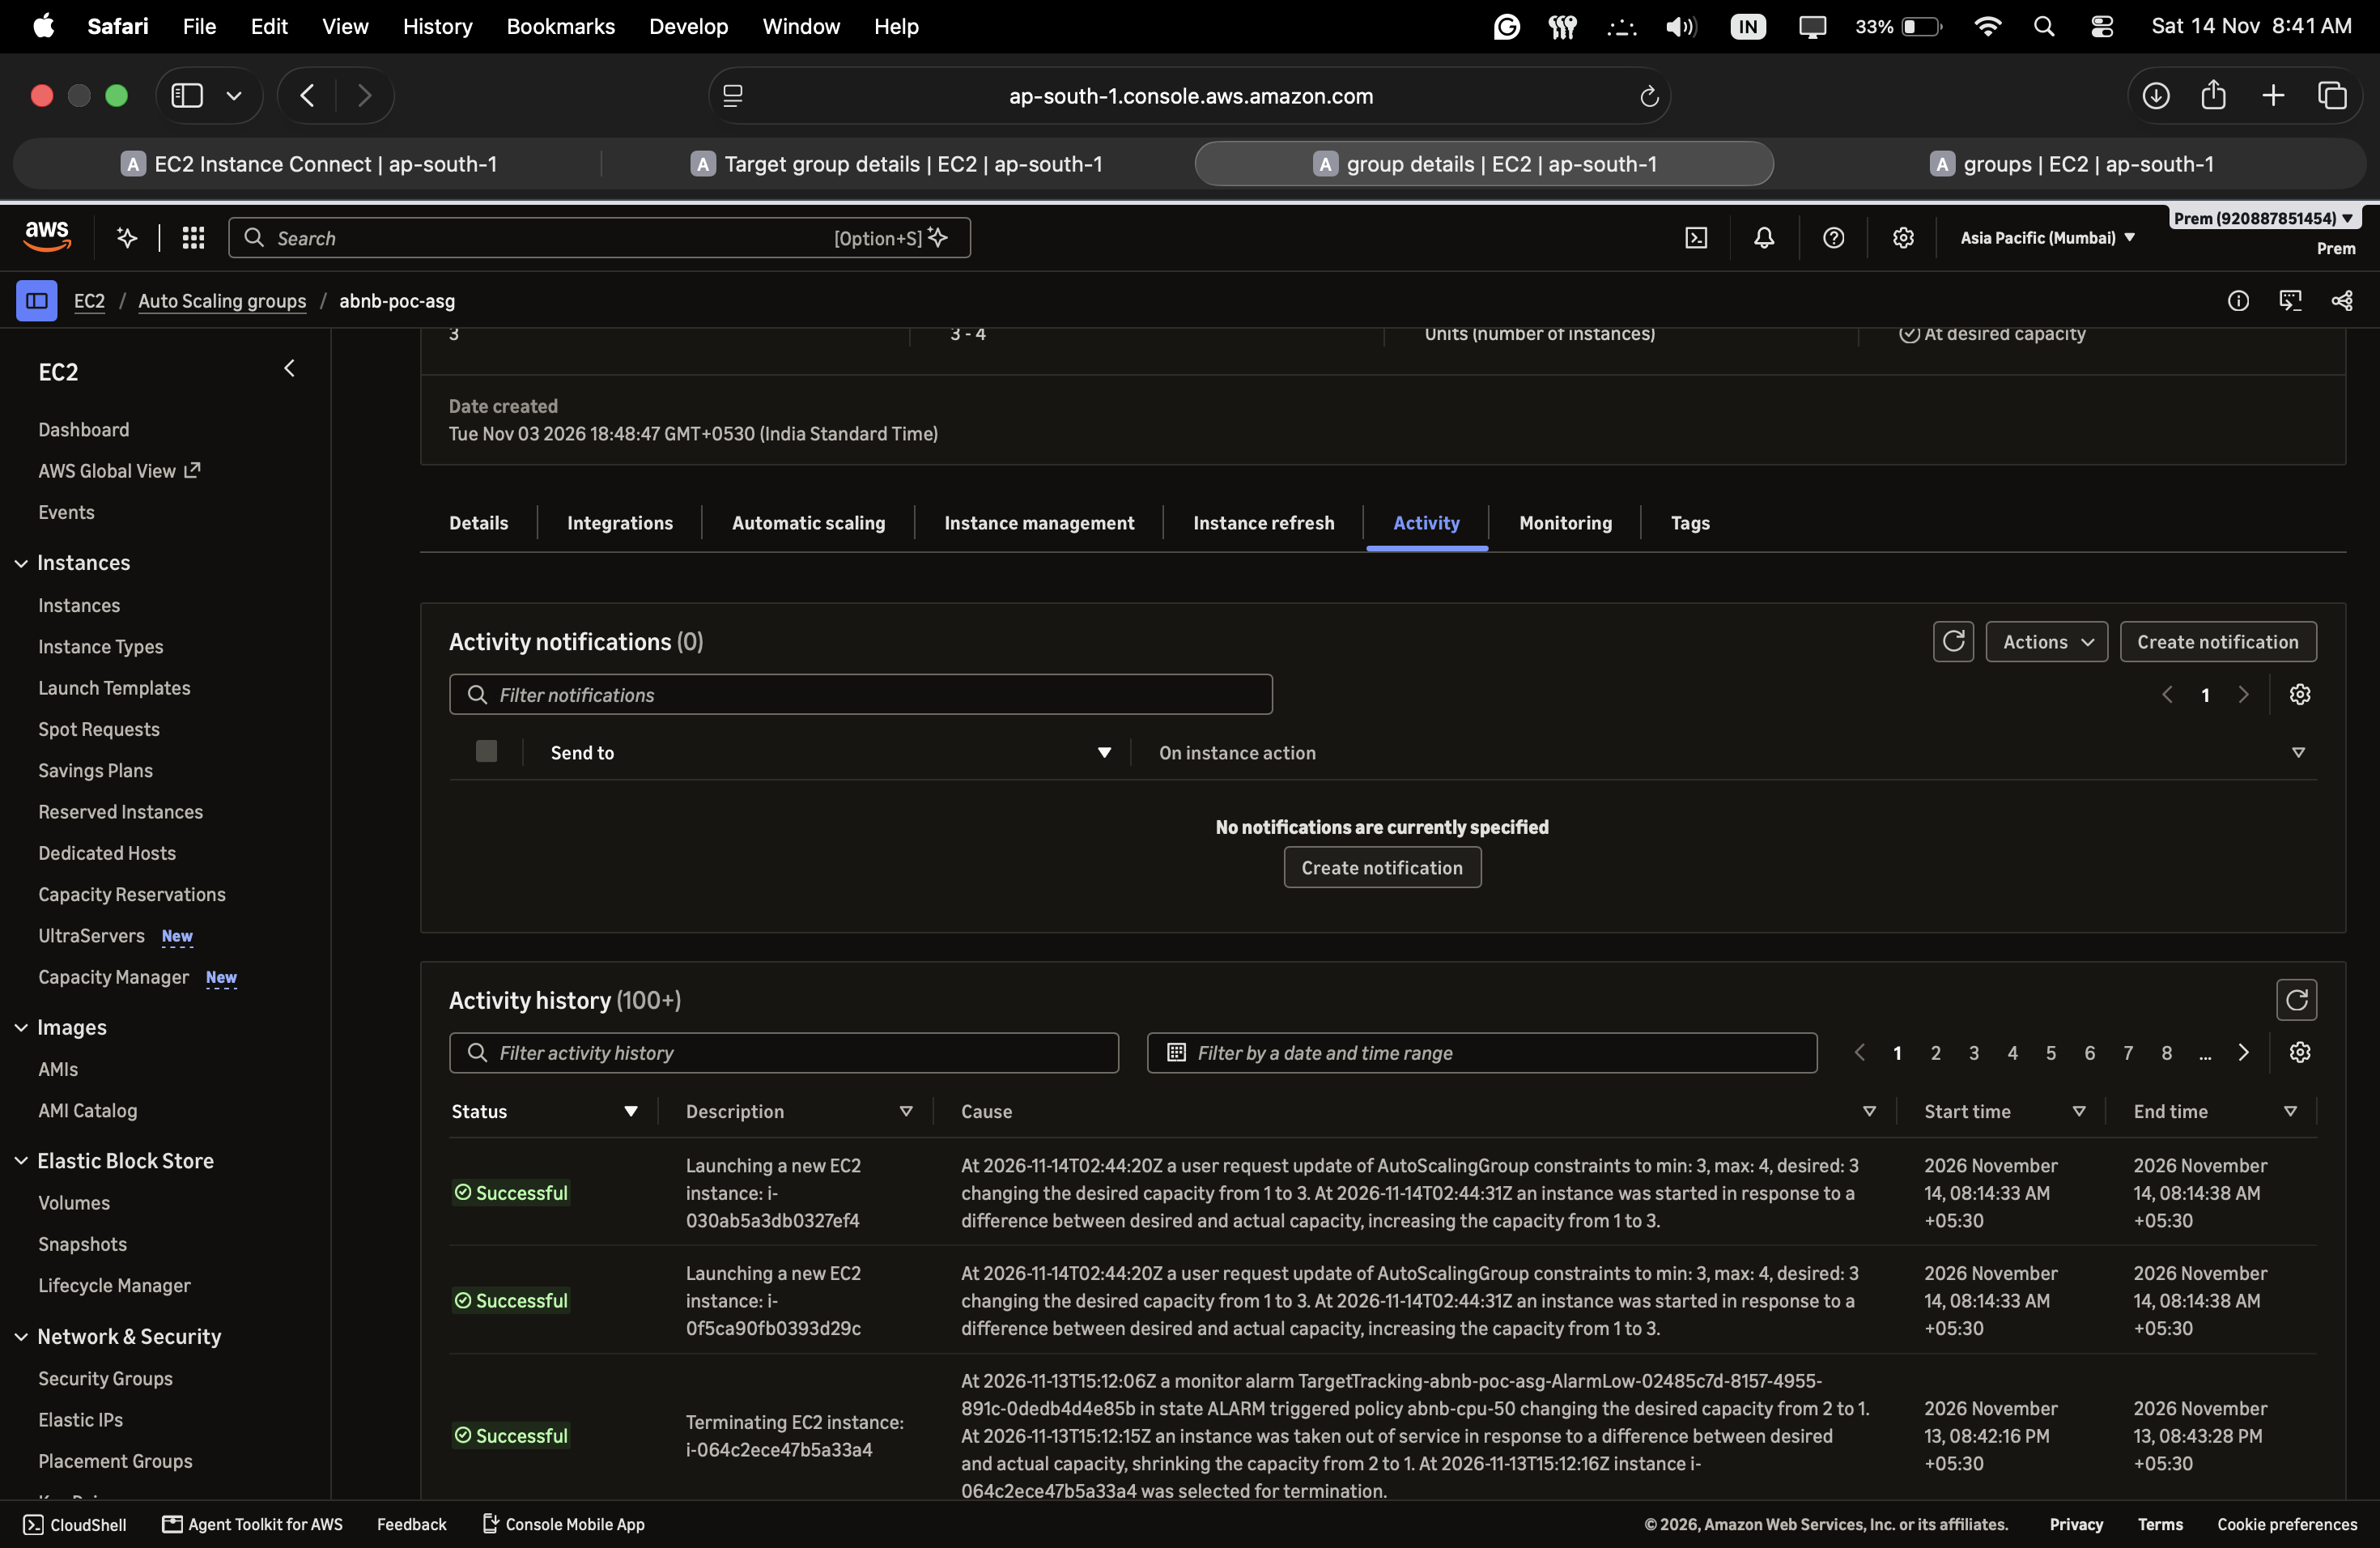 Safari File Edit View History Bookmarks Develop Window Help IN 33% Sat 14 Nov 8:41 AM
ap-south-1.console.aws.amazon.com
A EC2 Instance Connect | ap-south-1 A Target group details | EC2 | ap-south-1 A group details | EC2 | ap-south-1 A groups | EC2 | ap-south-1
aws Search [Option+S] Asia Pacific (Mumbai) Prem (920887851454)
Prem
EC2 / Auto Scaling groups / abnb-poc-asg
3 3 - 4 Units (number of instances) At desired capacity
EC2
Dashboard
AWS Global View
Events
Instances
Instances
Instance Types
Launch Templates
Spot Requests
Savings Plans
Reserved Instances
Dedicated Hosts
Capacity Reservations
UltraServers New
Capacity Manager New
Images
AMIs
AMI Catalog
Elastic Block Store
Volumes
Snapshots
Lifecycle Manager
Network & Security
Security Groups
Elastic IPs
Placement Groups
Date created
Tue Nov 03 2026 18:48:47 GMT+0530 (India Standard Time)
Details Integrations Automatic scaling Instance management Instance refresh Activity Monitoring Tags
Activity notifications (0) Actions Create notification
Filter notifications 1
Send to On instance action
No notifications are currently specified
Create notification
Activity history (100+)
Filter activity history Filter by a date and time range 1 2 3 4 5 6 7 8 ...
Status Description Cause Start time End time
Successful
Launching a new EC2
instance: i-
030ab5a3db0327ef4
At 2026-11-14T02:44:20Z a user request update of AutoScalingGroup constraints to min: 3, max: 4, desired: 3
changing the desired capacity from 1 to 3. At 2026-11-14T02:44:31Z an instance was started in response to a
difference between desired and actual capacity, increasing the capacity from 1 to 3.
2026 November
14, 08:14:33 AM
+05:30
2026 November
14, 08:14:38 AM
+05:30
Successful
Launching a new EC2
instance: i-
0f5ca90fb0393d29c
At 2026-11-14T02:44:20Z a user request update of AutoScalingGroup constraints to min: 3, max: 4, desired: 3
changing the desired capacity from 1 to 3. At 2026-11-14T02:44:31Z an instance was started in response to a
difference between desired and actual capacity, increasing the capacity from 1 to 3.
2026 November
14, 08:14:33 AM
+05:30
2026 November
14, 08:14:38 AM
+05:30
Successful
Terminating EC2 instance:
i-064c2ece47b5a33a4
At 2026-11-13T15:12:06Z a monitor alarm TargetTracking-abnb-poc-asg-AlarmLow-02485c7d-8157-4955-
891c-0dedb4d4e85b in state ALARM triggered policy abnb-cpu-50 changing the desired capacity from 2 to 1.
At 2026-11-13T15:12:15Z an instance was taken out of service in response to a difference between desired
and actual capacity, shrinking the capacity from 2 to 1. At 2026-11-13T15:12:16Z instance i-
064c2ece47b5a33a4 was selected for termination.
2026 November
13, 08:42:16 PM
+05:30
2026 November
13, 08:43:28 PM
+05:30
CloudShell Agent Toolkit for AWS Feedback Console Mobile App © 2026, Amazon Web Services, Inc. or its affiliates. Privacy Terms Cookie preferences